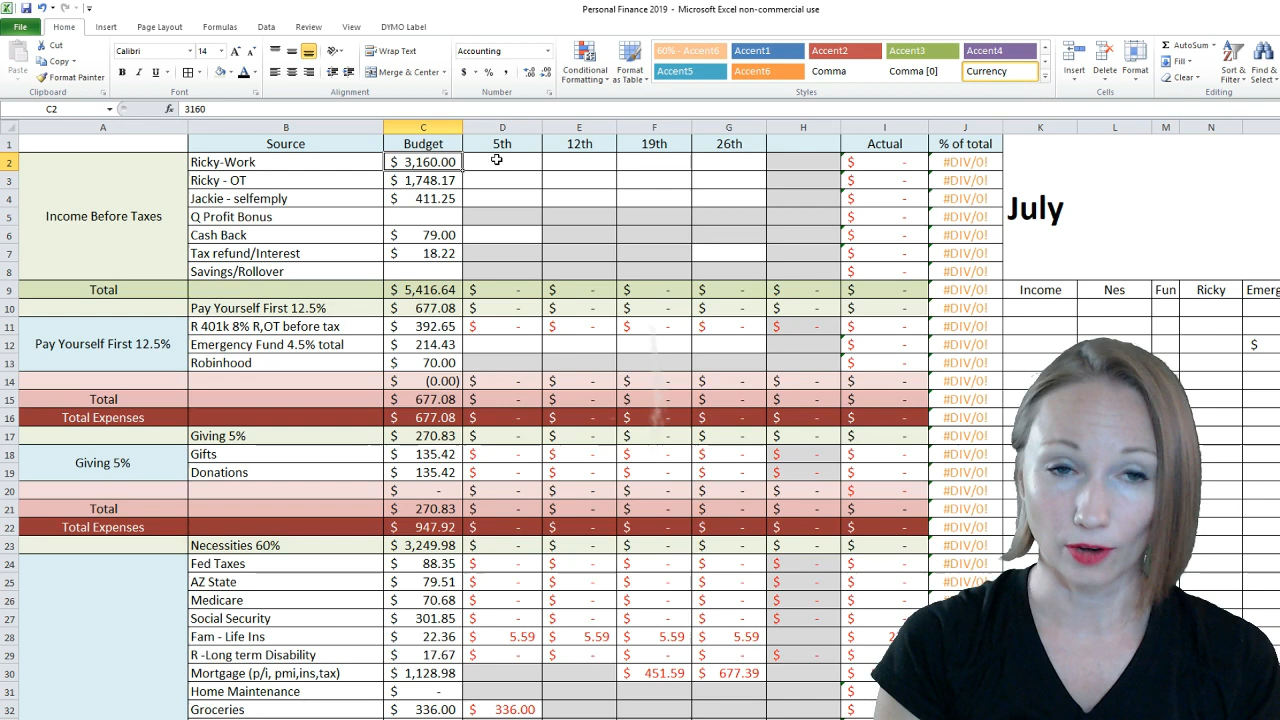 Personal Finance 2019 - Microsoft Excel non-commercial use
File Home Insert Page Layout Formulas Data Review View DYMO Label
Cut Calibri 14 Wrap Text Accounting 60% - Accent6 Accent1 Accent2 Accent3 Accent4 AutoSum
Copy Fill
Paste Format Painter B I U A Merge & Center $ % , Conditional Formatting Format as Table Accent5 Accent6 Comma Comma [0] Currency Insert Delete Format Clear Sort & Filter Find & Select
Clipboard Font Alignment Number Styles Cells Editing
C2 fx 3160
A B C D E F G H I J K L M N
1 Source Budget 5th 12th 19th 26th Actual % of total
2 Ricky-Work $ 3,160.00 $ - #DIV/0!
3 Ricky - OT $ 1,748.17 $ - #DIV/0!
4 Jackie - selfemply $ 411.25 $ - #DIV/0!
5 Income Before Taxes Q Profit Bonus $ - #DIV/0! July
6 Cash Back $ 79.00 $ - #DIV/0!
7 Tax refund/Interest $ 18.22 $ - #DIV/0!
8 Savings/Rollover $ - #DIV/0!
9 Total $ 5,416.64 $ - $ - $ - $ - $ - $ - #DIV/0! Income Nes Fun Ricky Emerg
10 Pay Yourself First 12.5% $ 677.08 $ - $ - $ - $ - $ - $ - #DIV/0!
11 R 401k 8% R,OT before tax $ 392.65 $ - $ - $ - $ - $ - $ - #DIV/0!
12 Pay Yourself First 12.5% Emergency Fund 4.5% total $ 214.43 $ - #DIV/0! $
13 Robinhood $ 70.00 $ - #DIV/0!
14 $ (0.00) $ - $ - $ - $ - $ - $ - #DIV/0!
15 Total $ 677.08 $ - $ - $ - $ - $ - $ - #DIV/0!
16 Total Expenses $ 677.08 $ - $ - $ - $ - $ - $ - #DIV/0!
17 Giving 5% $ 270.83 $ - $ - $ - $ - $ - $ - #DIV/0!
18 Giving 5% Gifts $ 135.42 $ - $ - $ - $ - $ - $ - #DIV/0!
19 Donations $ 135.42 $ - $ - $ - $ - $ - $ - #DIV/0!
20 $ - $ - $ - $ - $ - $ - $ - #DIV/0!
21 Total $ 270.83 $ - $ - $ - $ - $ - $ - #DIV/0!
22 Total Expenses $ 947.92 $ - $ - $ - $ - $ - $ - #DIV/0!
23 Necessities 60% $ 3,249.98 $ - $ - $ - $ - $ - $ - #DIV/0!
24 Fed Taxes $ 88.35 $ - $ - $ - $ - $ - $ - #DIV/0!
25 AZ State $ 79.51 $ - $ - $ - $ - $ - $ - #DIV/0!
26 Medicare $ 70.68 $ - $ - $ - $ - $ - $ - #DIV/0!
27 Social Security $ 301.85 $ - $ - $ - $ - $ - $
28 Fam - Life Ins $ 22.36 $ 5.59 $ 5.59 $ 5.59 $ 5.59 $ 2
29 R -Long term Disability $ 17.67 $ - $ - $ - $ - $ - $
30 Mortgage (p/i, pmi,ins,tax) $ 1,128.98 $ 451.59 $ 677.39 $
31 Home Maintenance $ - $
32 Groceries $ 336.00 $ 336.00 $